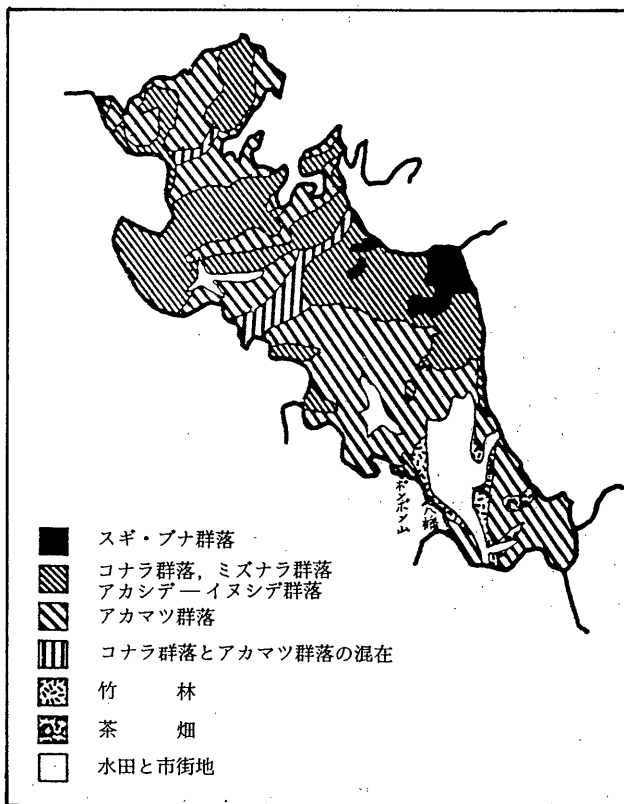 ポンポン山
スギ・ブナ群落
コナラ群落，ミズナラ群落
アカシデ―イヌシデ群落
アカマツ群落
コナラ群落とアカマツ群落の混在
竹　　林
茶　　畑
水田と市街地